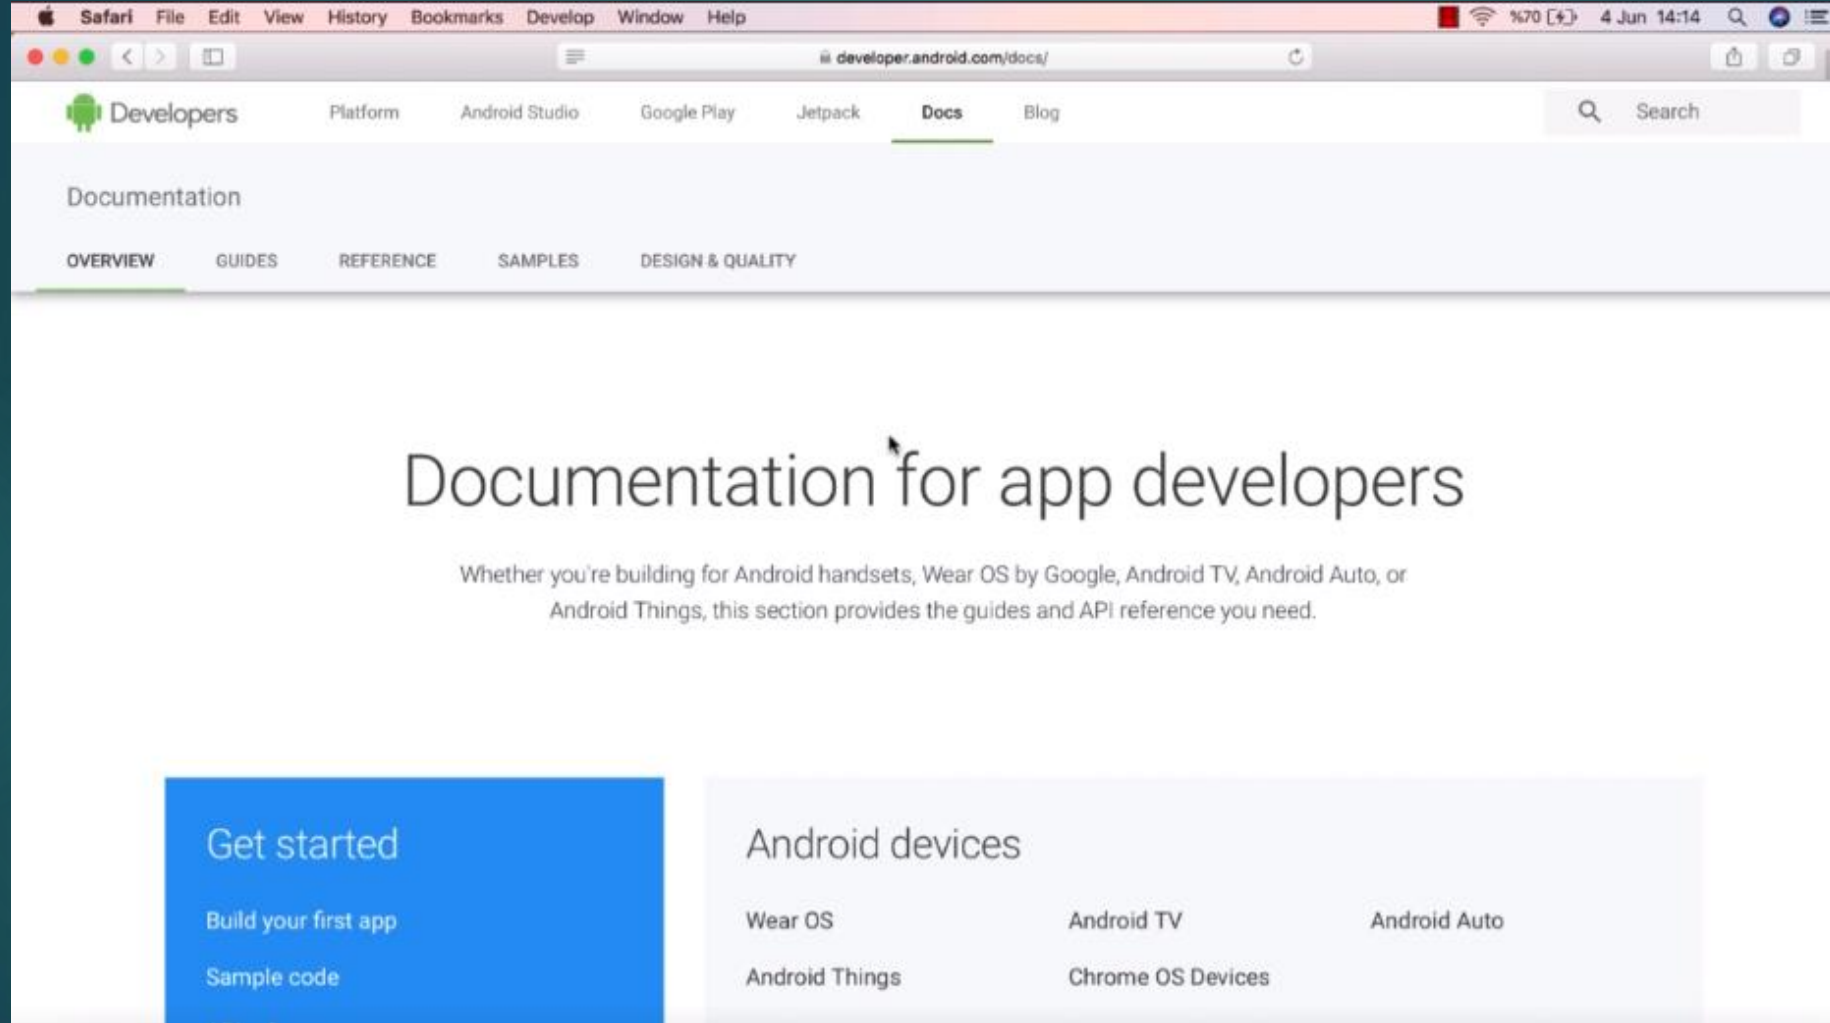 Safari File Edit View History Bookmarks Develop Window Help %70 4 Jun 14:14
developer.android.com/docs/
Developers Platform Android Studio Google Play Jetpack Docs Blog Search
Documentation
OVERVIEW GUIDES REFERENCE SAMPLES DESIGN & QUALITY
Documentation for app developers
Whether you're building for Android handsets, Wear OS by Google, Android TV, Android Auto, or
Android Things, this section provides the guides and API reference you need.
Get started
Build your first app
Sample code
Android devices
Wear OS Android TV Android Auto
Android Things Chrome OS Devices